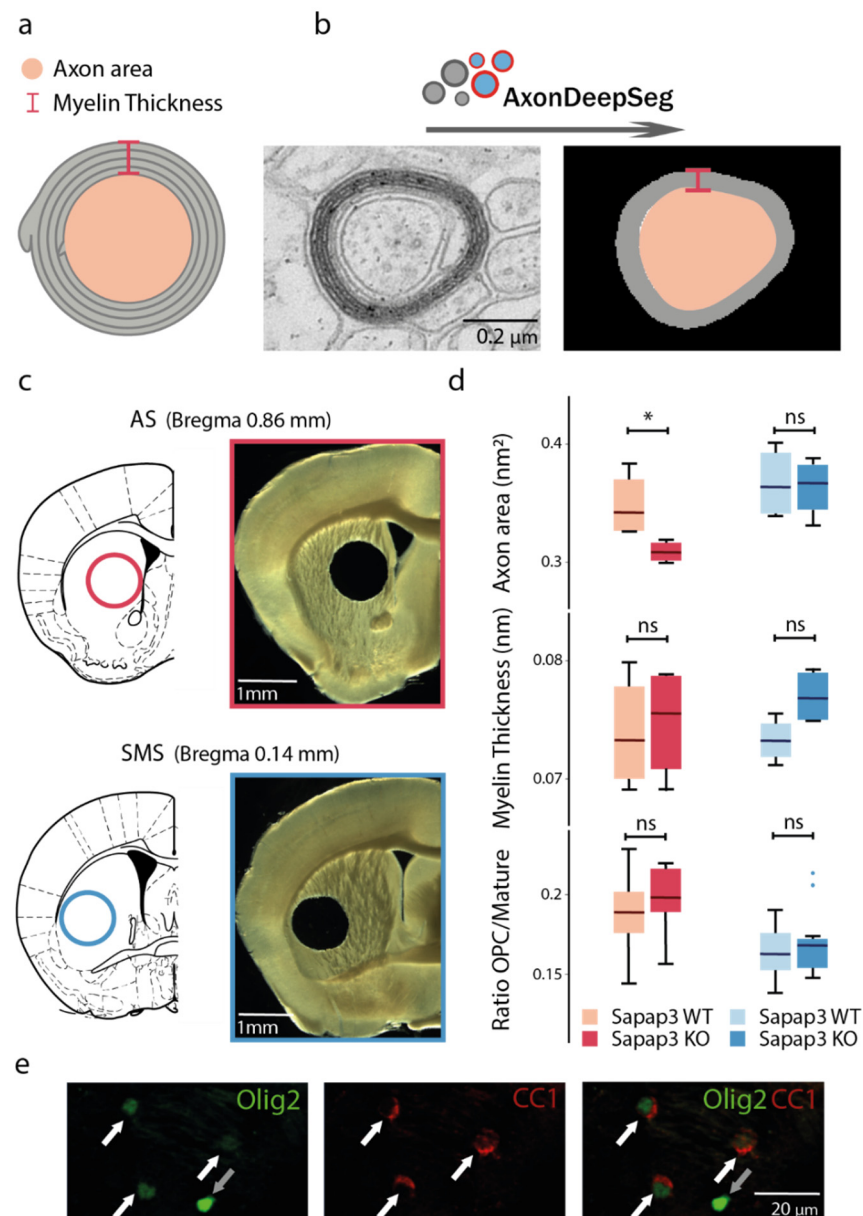 a
Axon area
Myelin Thickness
b
AxonDeepSeg
0.2 µm
c
AS (Bregma 0.86 mm)
1mm
SMS (Bregma 0.14 mm)
1mm
d
Axon area (nm²)
0.4
0.3
*
ns
Myelin Thickness (nm)
0.08
0.07
ns
ns
Ratio OPC/Mature
0.2
0.15
ns
ns
Sapap3 WT
Sapap3 KO
Sapap3 WT
Sapap3 KO
e
Olig2
CC1
Olig2 CC1
20 µm